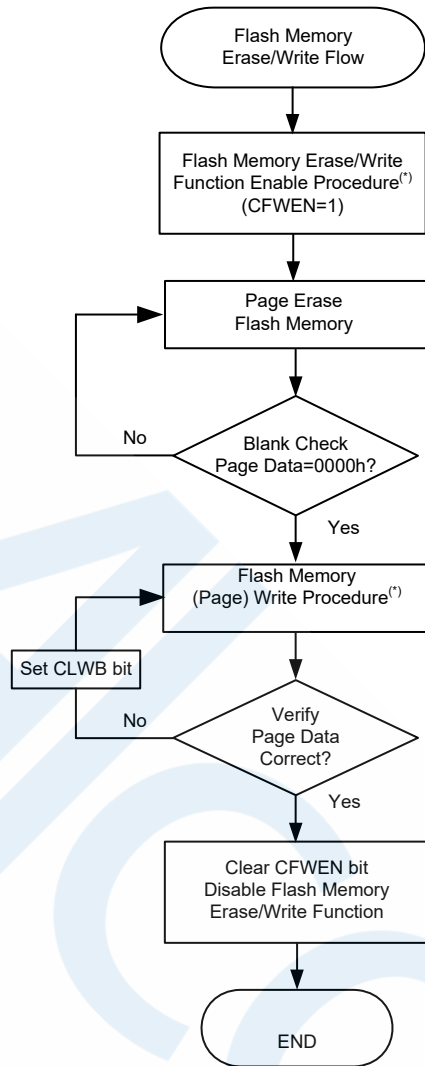 Flash Memory
Erase/Write Flow
Flash Memory Erase/Write
Function Enable Procedure(*)
(CFWEN=1)
Page Erase
Flash Memory
No
Blank Check
Page Data=0000h?
Yes
Flash Memory
(Page) Write Procedure(*)
Set CLWB bit
No
Verify
Page Data
Correct?
Yes
Clear CFWEN bit
Disable Flash Memory
Erase/Write Function
END